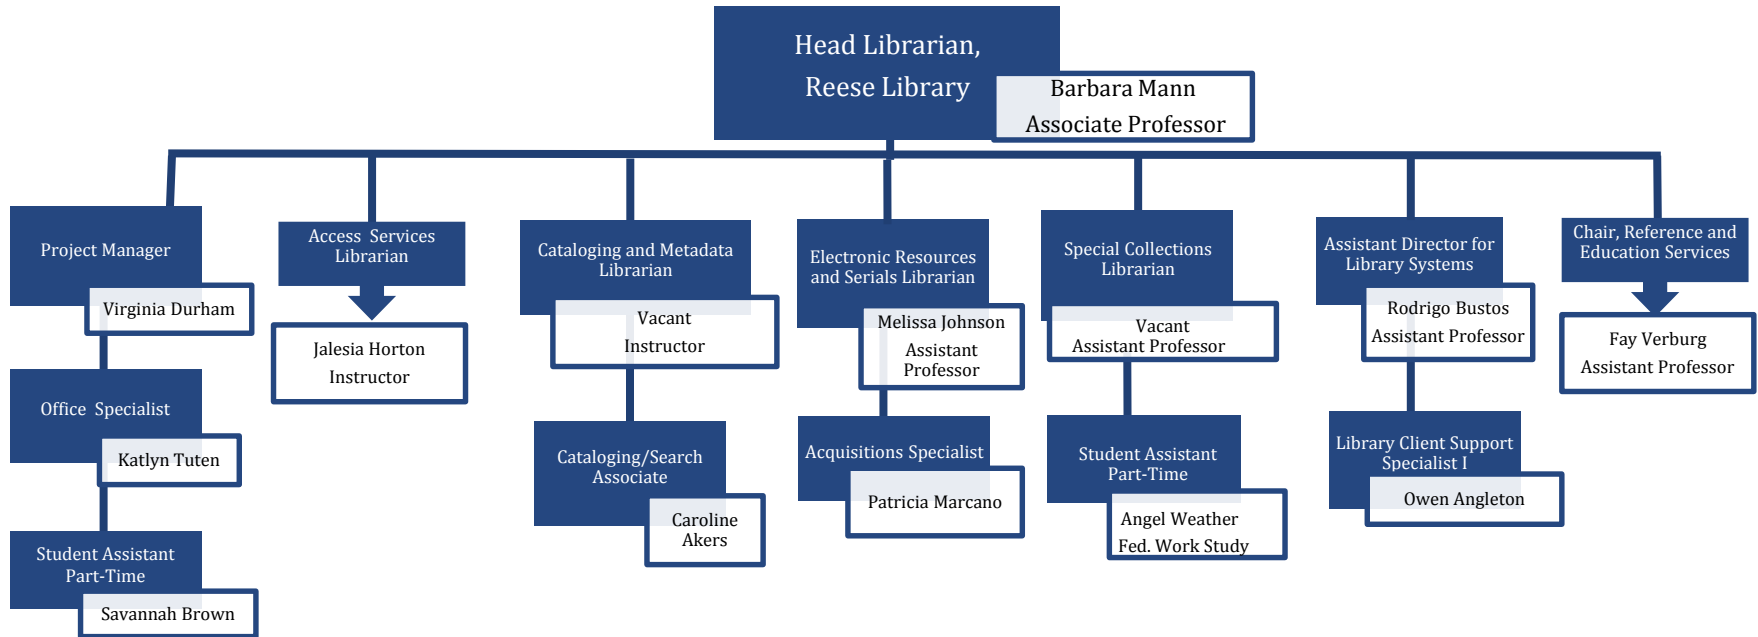 Head Librarian,
Reese Library
Barbara Mann
Associate Professor
Project Manager
Virginia Durham
Office Specialist
Katlyn Tuten
Student Assistant
Part-Time
Savannah Brown
Access Services
Librarian
Jalesia Horton
Instructor
Cataloging and Metadata
Librarian
Vacant
Instructor
Cataloging/Search
Associate
Caroline
Akers
Electronic Resources
and Serials Librarian
Melissa Johnson
Assistant
Professor
Acquisitions Specialist
Patricia Marcano
Special Collections
Librarian
Vacant
Assistant Professor
Student Assistant
Part-Time
Angel Weather
Fed. Work Study
Assistant Director for
Library Systems
Rodrigo Bustos
Assistant Professor
Library Client Support
Specialist I
Owen Angleton
Chair, Reference and
Education Services
Fay Verburg
Assistant Professor